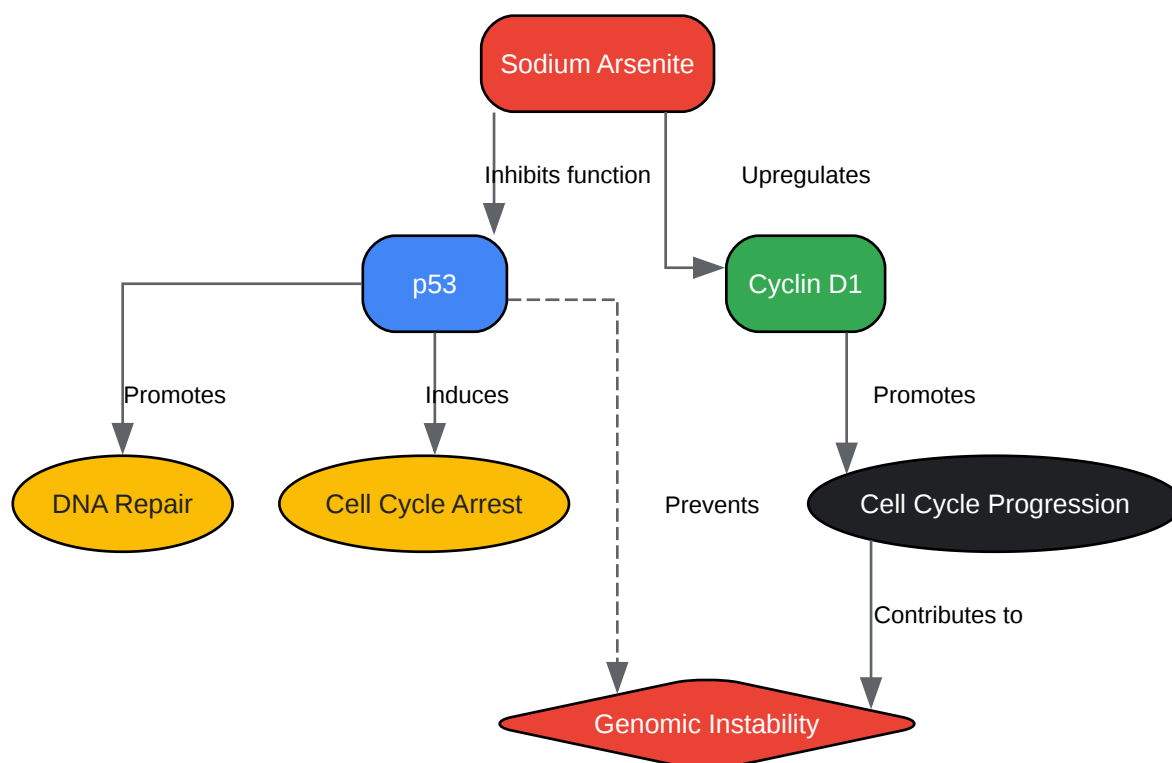 Sodium Arsenite
Inhibits function
Upregulates
p53
Cyclin D1
Promotes
Induces
Promotes
DNA Repair
Cell Cycle Arrest
Prevents
Cell Cycle Progression
Contributes to
Genomic Instability